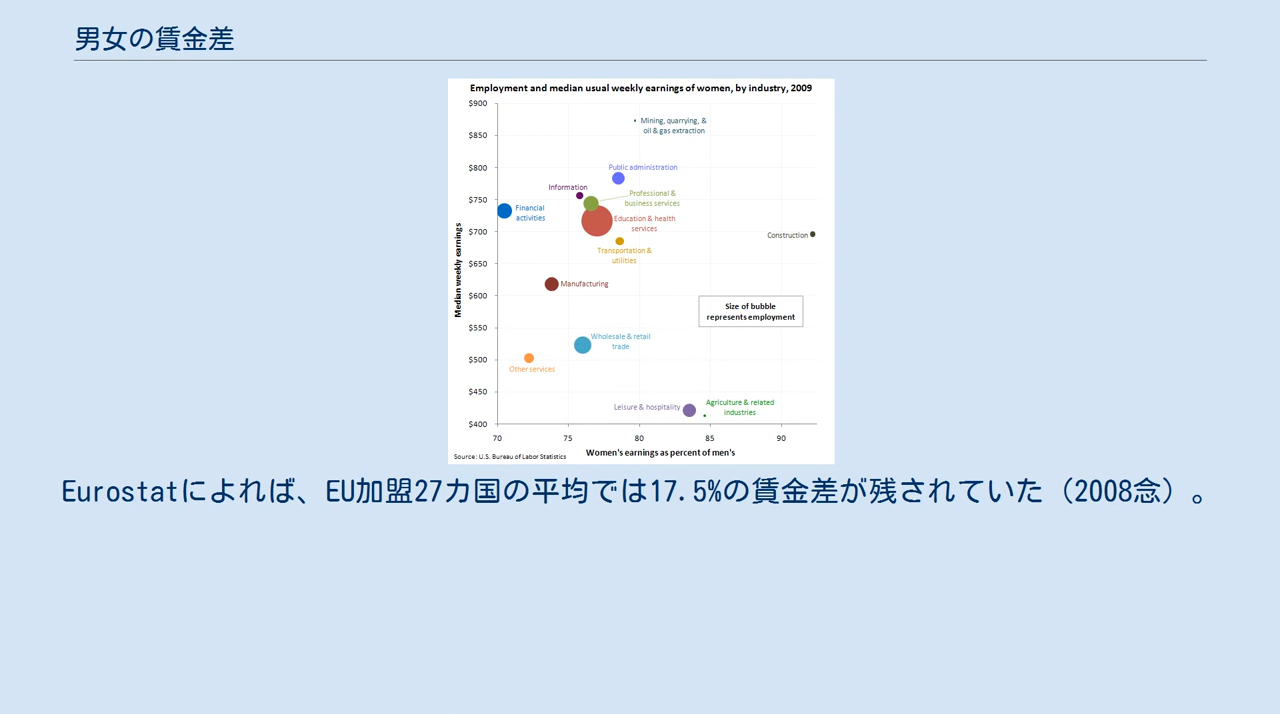 男女の賃金差
Employment and median usual weekly earnings of women, by industry, 2009
$900
$850
$800
$750
$700
$650
$600
$550
$500
$450
$400
Median weekly earnings
Mining, quarrying, &
oil & gas extraction
Public administration
Information
Professional &
business services
Financial
activities
Education & health
services
Construction
Transportation &
utilities
Manufacturing
Size of bubble
represents employment
Wholesale & retail
trade
Other services
Leisure & hospitality
Agriculture & related
industries
70
75
80
85
90
Women's earnings as percent of men's
Source: U.S. Bureau of Labor Statistics
Eurostatによれば、EU加盟27カ国の平均では17.5%の賃金差が残されていた（2008念）。